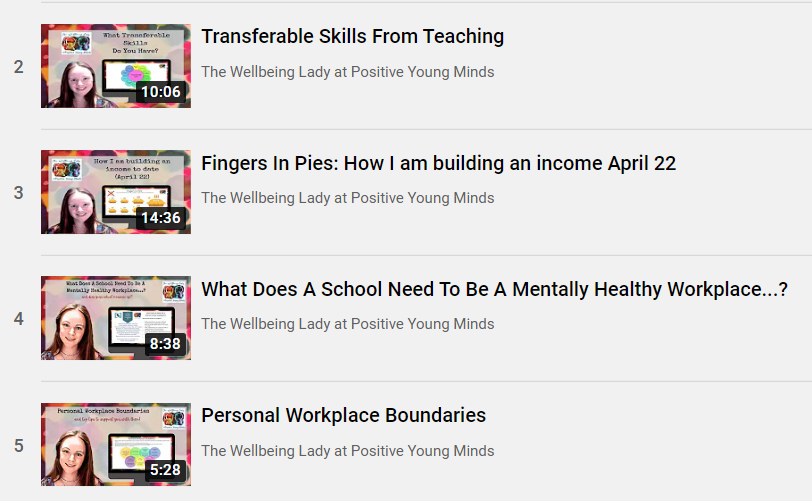 2
What Transferable
Skills
Do You Have?
10:06
Transferable Skills From Teaching
The Wellbeing Lady at Positive Young Minds
3
How I am building an
income to date
(April 22)
14:36
Fingers In Pies: How I am building an income April 22
The Wellbeing Lady at Positive Young Minds
4
What Does A School Need To Be A
Mentally Healthy Workplace...?
8:38
What Does A School Need To Be A Mentally Healthy Workplace...?
The Wellbeing Lady at Positive Young Minds
5
Personal Workplace Boundaries
5:28
Personal Workplace Boundaries
The Wellbeing Lady at Positive Young Minds